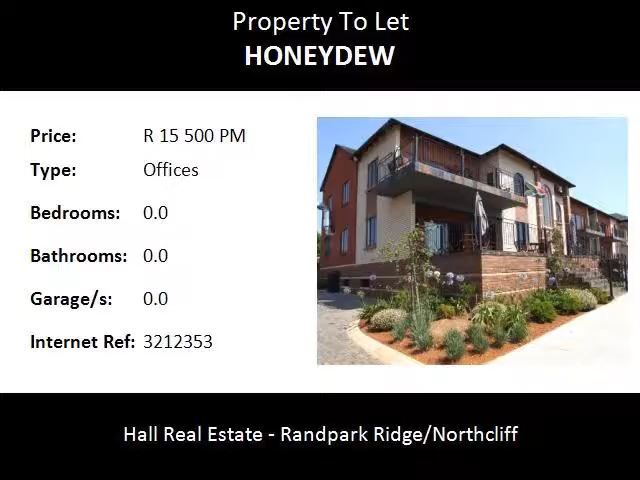 Property To Let
HONEYDEW
Price: R 15 500 PM
Type: Offices
Bedrooms: 0.0
Bathrooms: 0.0
Garage/s: 0.0
Internet Ref: 3212353
Hall Real Estate - Randpark Ridge/Northcliff